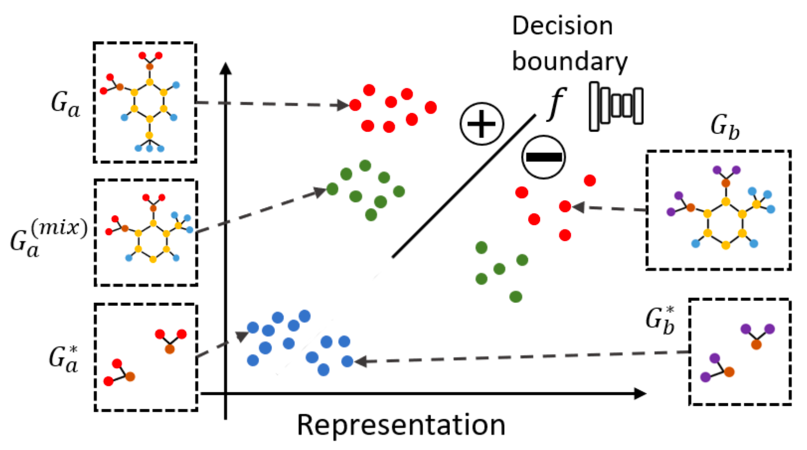 Decision
boundary
f
G_a
G_b
+
−
G_a^{(mix)}
G_a^*
G_b^*
Representation